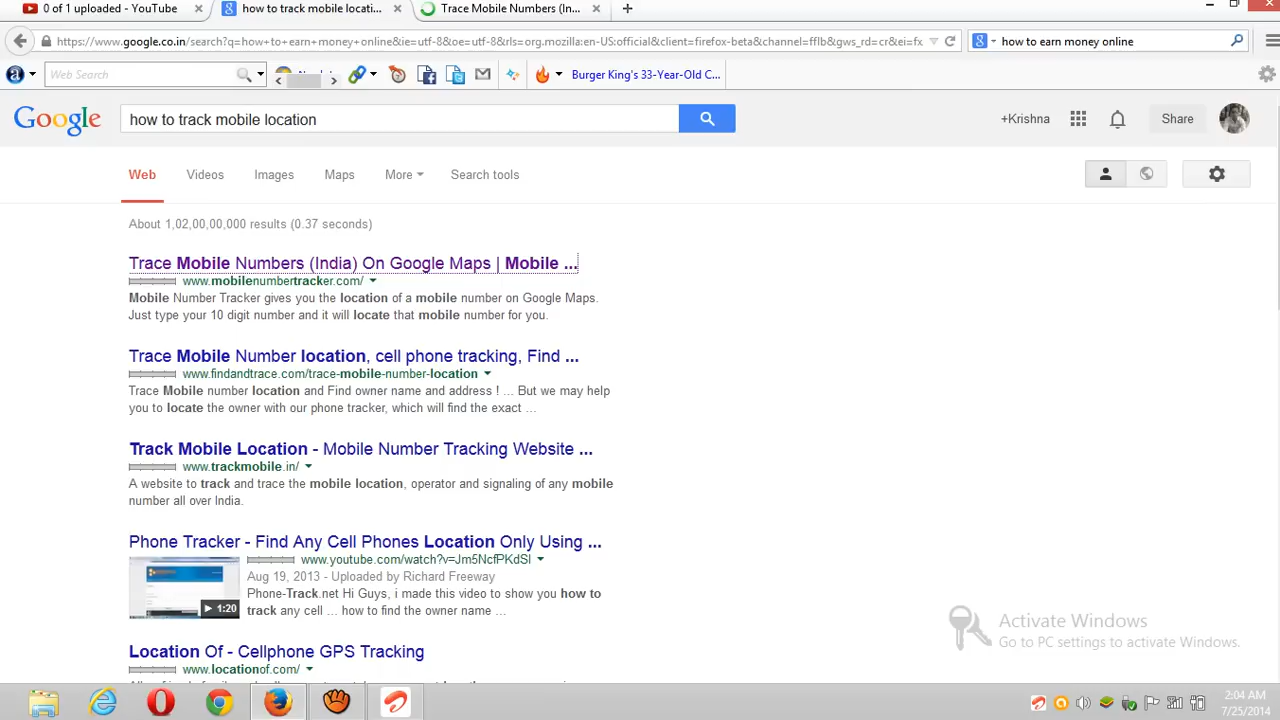 0 of 1 uploaded - YouTube
how to track mobile locati...
Trace Mobile Numbers (In...
https://www.google.co.in/search?q=how+to+earn+money+online&ie=utf-8&oe=utf-8&rls=org.mozilla:en-US:official&client=firefox-beta&channel=fflb&gws_rd=cr&ei=fx
how to earn money online
Web Search
Burger King's 33-Year-Old C...
Google
how to track mobile location
+Krishna
Share
Web Videos Images Maps More Search tools
About 1,02,00,00,000 results (0.37 seconds)
Trace Mobile Numbers (India) On Google Maps | Mobile ...
www.mobilenumbertracker.com/
Mobile Number Tracker gives you the location of a mobile number on Google Maps.
Just type your 10 digit number and it will locate that mobile number for you.
Trace Mobile Number location, cell phone tracking, Find ...
www.findandtrace.com/trace-mobile-number-location
Trace Mobile number location and Find owner name and address ! ... But we may help
you to locate the owner with our phone tracker, which will find the exact ...
Track Mobile Location - Mobile Number Tracking Website ...
www.trackmobile.in/
A website to track and trace the mobile location, operator and signaling of any mobile
number all over India.
Phone Tracker - Find Any Cell Phones Location Only Using ...
www.youtube.com/watch?v=Jm5NcfPKdSI
Aug 19, 2013 - Uploaded by Richard Freeway
Phone-Track.net Hi Guys, i made this video to show you how to
track any cell ... how to find the owner name ...
1:20
Location Of - Cellphone GPS Tracking
www.locationof.com/
Activate Windows
Go to PC settings to activate Windows.
2:04 AM
7/25/2014